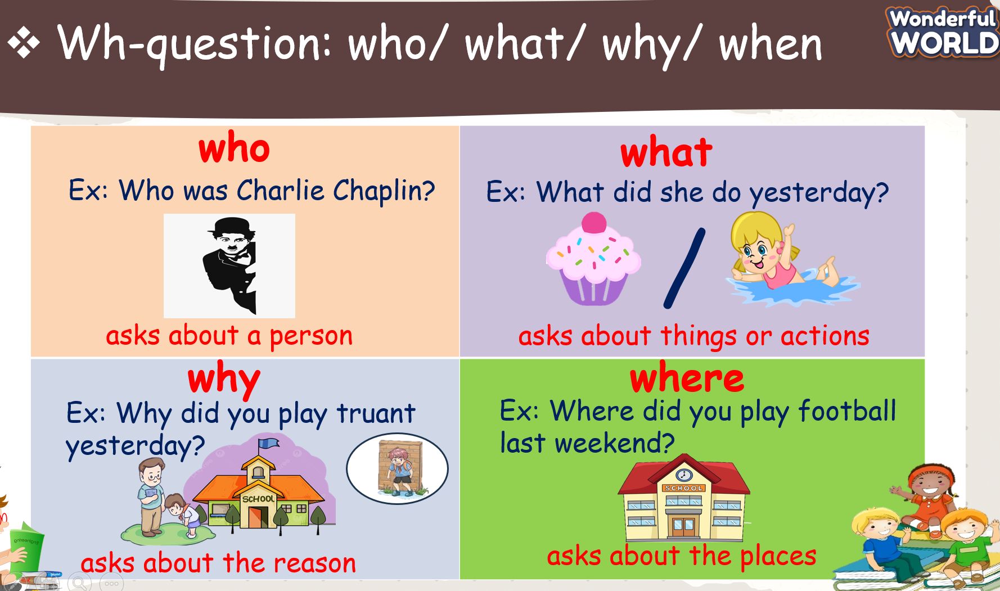 ❖ Wh-question: who/ what/ why/ when
Wonderful
WORLD
who
Ex: Who was Charlie Chaplin?
asks about a person
what
Ex: What did she do yesterday?
asks about things or actions
why
Ex: Why did you play truant
yesterday?
SCHOOL
asks about the reason
where
Ex: Where did you play football
last weekend?
SCHOOL
asks about the places
Engineering